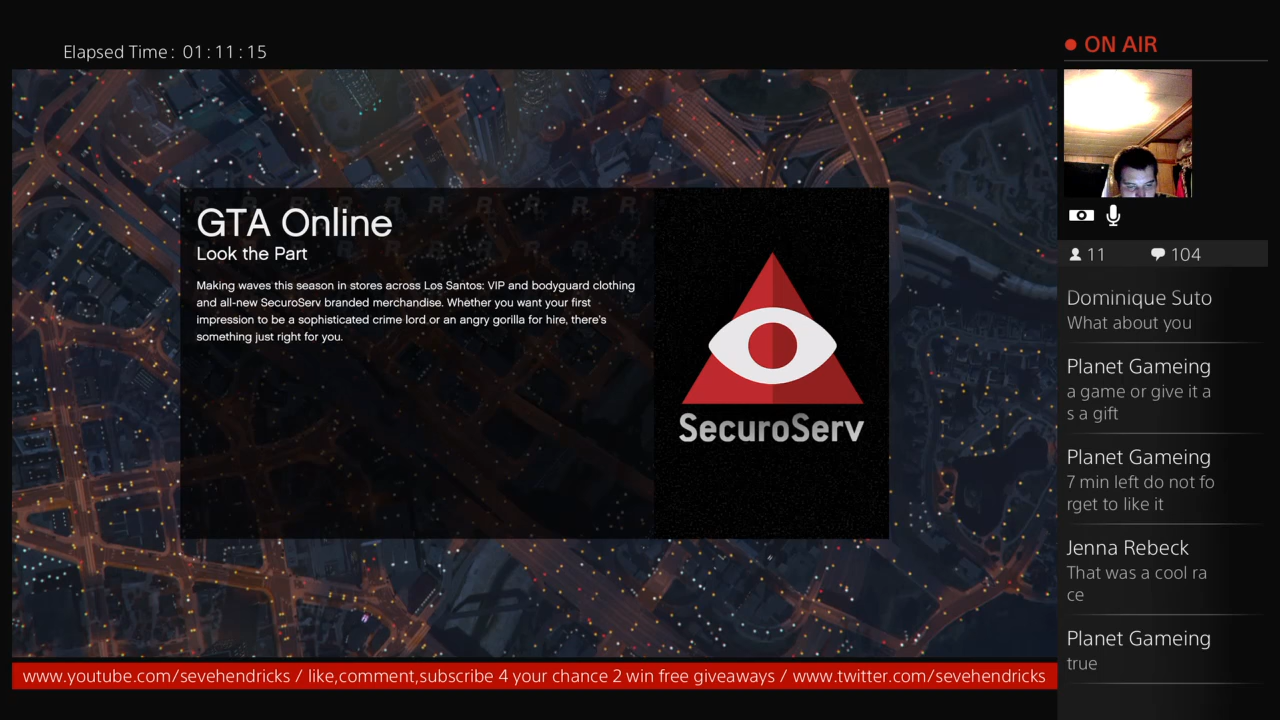 Elapsed Time: 01:11:15
ON AIR
GTA Online
Look the Part
Making waves this season in stores across Los Santos: VIP and bodyguard clothing
and all-new SecuroServ branded merchandise. Whether you want your first
impression to be a sophisticated crime lord or an angry gorilla for hire, there's
something just right for you.
SecuroServ
11 104
Dominique Suto
What about you
Planet Gameing
a game or give it a
s a gift
Planet Gameing
7 min left do not fo
rget to like it
Jenna Rebeck
That was a cool ra
ce
Planet Gameing
true
www.youtube.com/sevehendricks / like,comment,subscribe 4 your chance 2 win free giveaways / www.twitter.com/sevehendricks